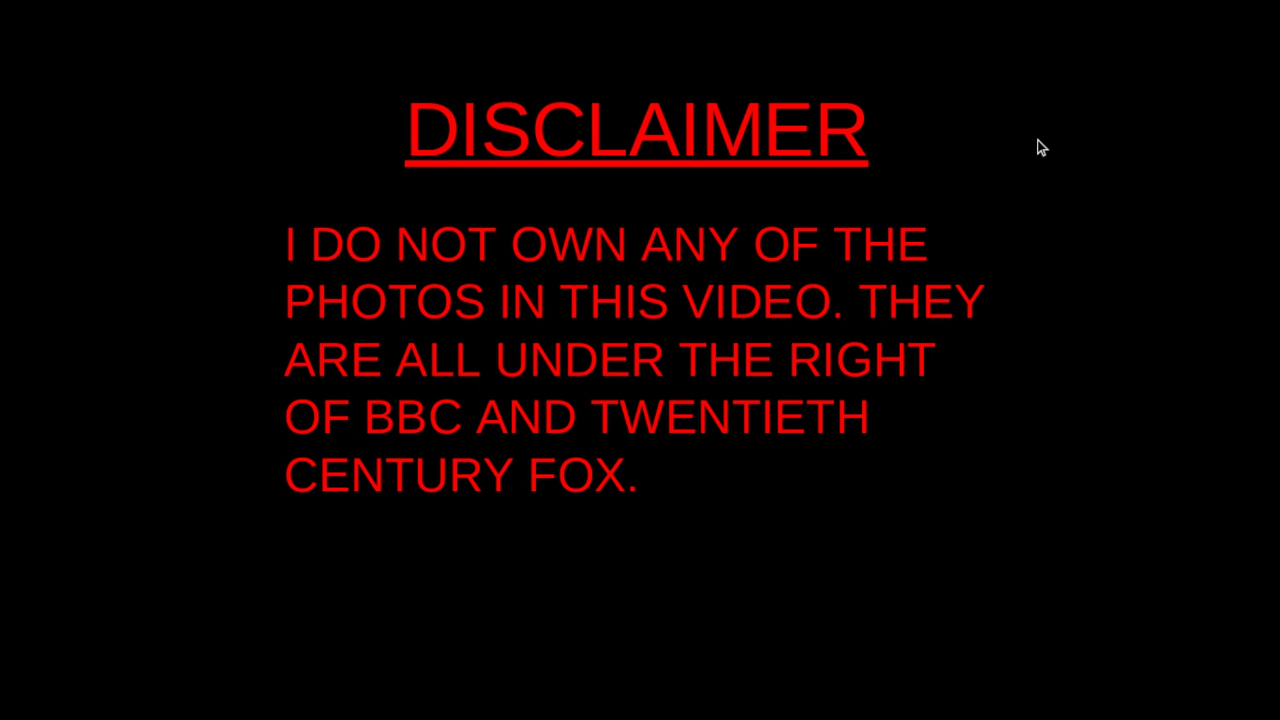 DISCLAIMER
I DO NOT OWN ANY OF THE
PHOTOS IN THIS VIDEO. THEY
ARE ALL UNDER THE RIGHT
OF BBC AND TWENTIETH
CENTURY FOX.